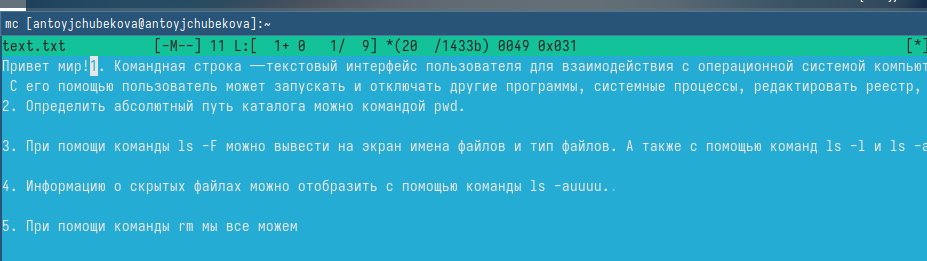 mc [antoyjchubekova@antoyjchubekova]:~
text.txt [-M--] 11 L:[ 1+ 0 1/ 9] *(20 /1433b) 0049 0x031 [*]
Привет мир!1. Командная строка ——текстовый интерфейс пользователя для взаимодействия с операционной системой компьют
С его помощью пользователь может запускать и отключать другие программы, системные процессы, редактировать реестр,
2. Определить абсолютный путь каталога можно командой pwd.
3. При помощи команды ls -F можно вывести на экран имена файлов и тип файлов. А также с помощью команд ls -l и ls -a
4. Информацию о скрытых файлах можно отобразить с помощью команды ls -auuuu..
5. При помощи команды rm мы все можем